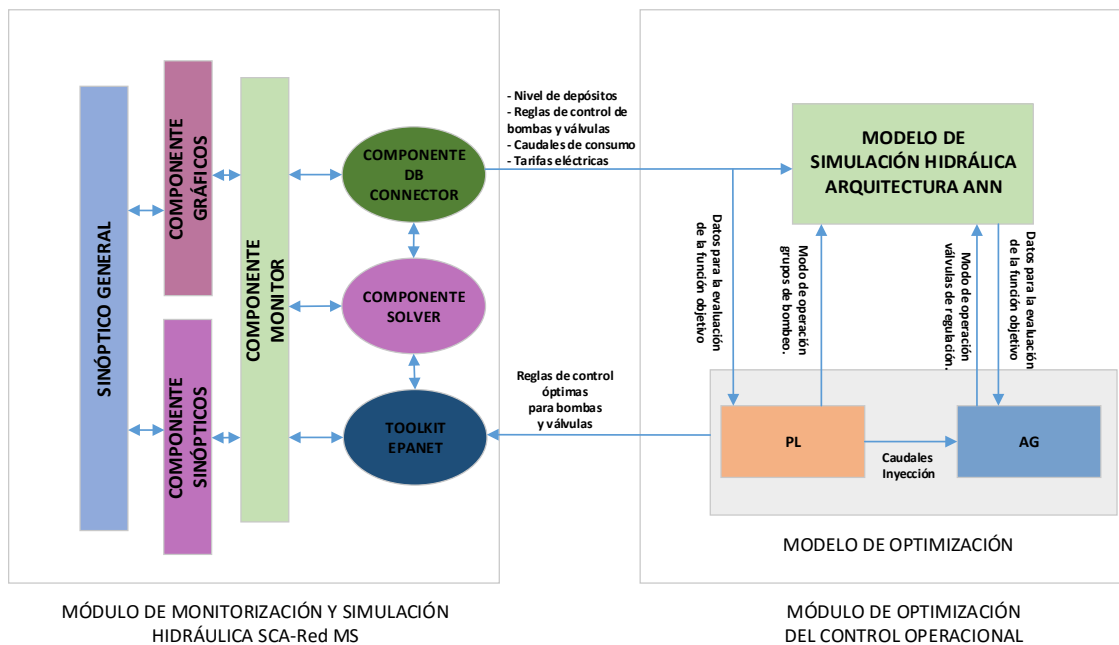 SINÓPTICO GENERAL
COMPONENTE
GRÁFICOS
COMPONENTE
SINÓPTICOS
COMPONENTE
MONITOR
COMPONENTE
DB
CONNECTOR
COMPONENTE
SOLVER
TOOLKIT
EPANET
- Nivel de depósitos
- Reglas de control de
bombas y válvulas
- Caudales de consumo
- Tarifas eléctricas
Reglas de control
óptimas
para bombas
y válvulas
MODELO DE
SIMULACIÓN HIDRÁLICA
ARQUITECTURA ANN
Datos para la evaluación
de la función objetivo
Modo de operación
grupos de bombeo.
Modo de operación
válvulas de regulación.
Datos para la evaluación
de la función objetivo
PL
Caudales
Inyección
AG
MODELO DE OPTIMIZACIÓN
MÓDULO DE MONITORIZACIÓN Y SIMULACIÓN
HIDRÁULICA SCA-Red MS
MÓDULO DE OPTIMIZACIÓN
DEL CONTROL OPERACIONAL